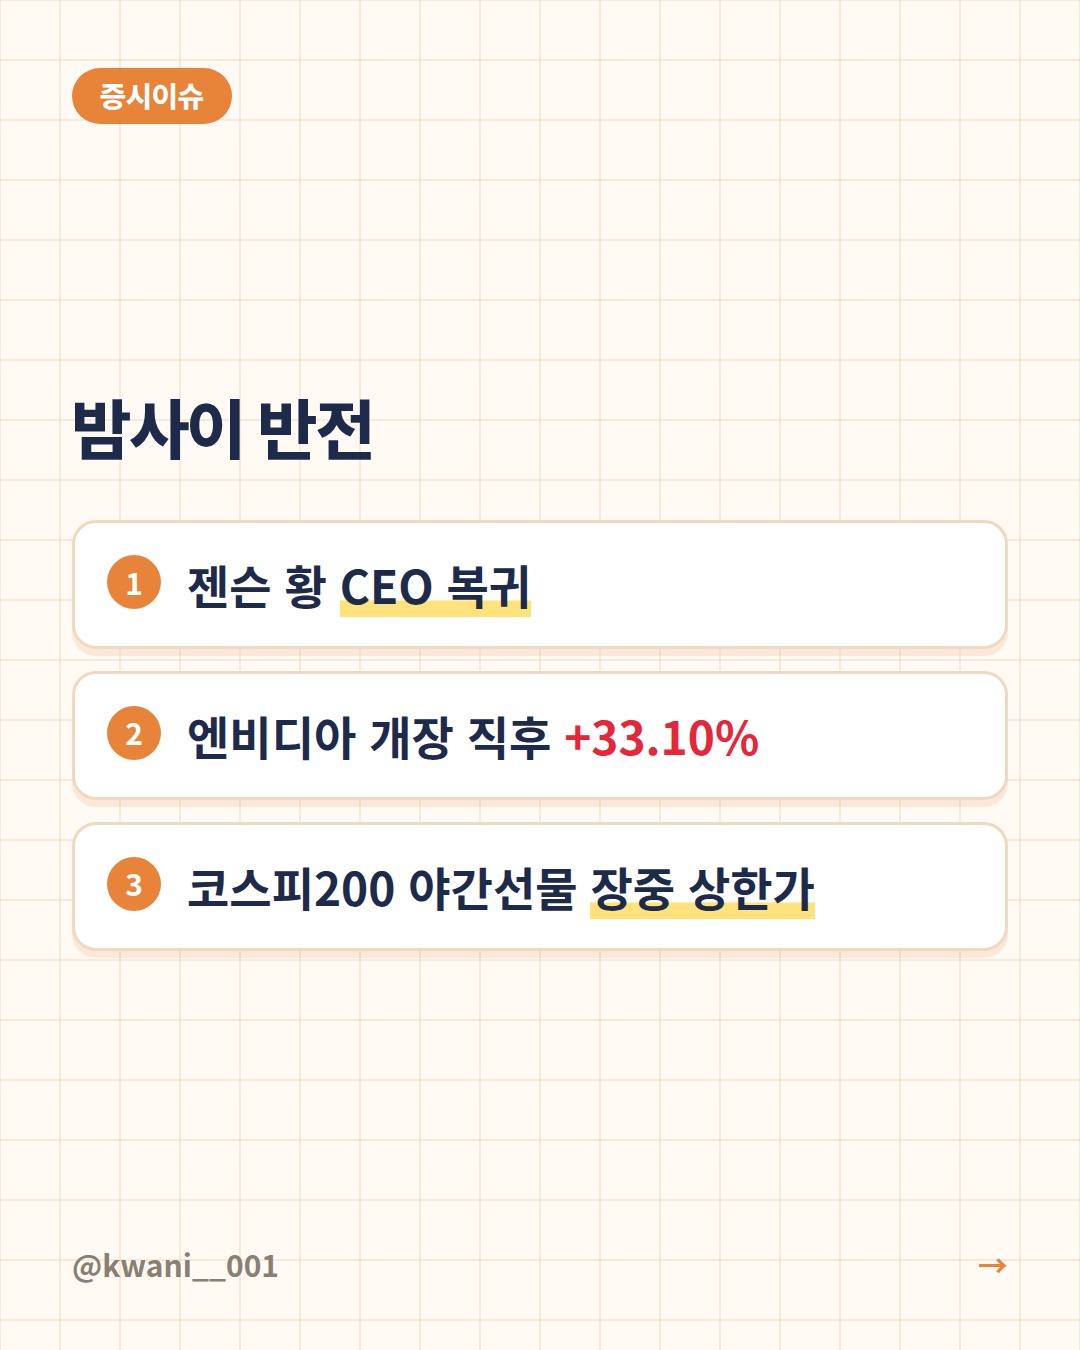 증시이슈
밤사이 반전
1 젠슨 황 CEO 복귀
2 엔비디아 개장 직후 +33.10%
3 코스피200 야간선물 장중 상한가
@kwani__001 →